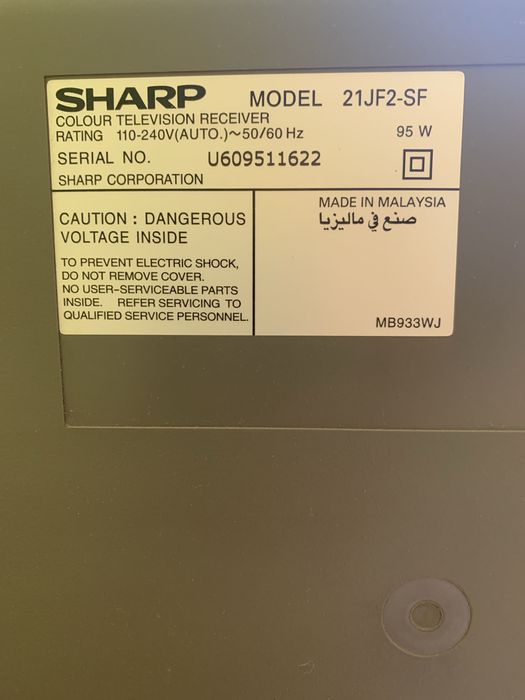 SHARP MODEL 21JF2-SF
COLOUR TELEVISION RECEIVER
RATING 110-240V(AUTO.)~50/60 Hz 95 W
SERIAL NO. U609511622
SHARP CORPORATION
CAUTION : DANGEROUS
VOLTAGE INSIDE
TO PREVENT ELECTRIC SHOCK,
DO NOT REMOVE COVER.
NO USER-SERVICEABLE PARTS
INSIDE. REFER SERVICING TO
QUALIFIED SERVICE PERSONNEL.
MADE IN MALAYSIA
صنع في ماليزيا
MB933WJ